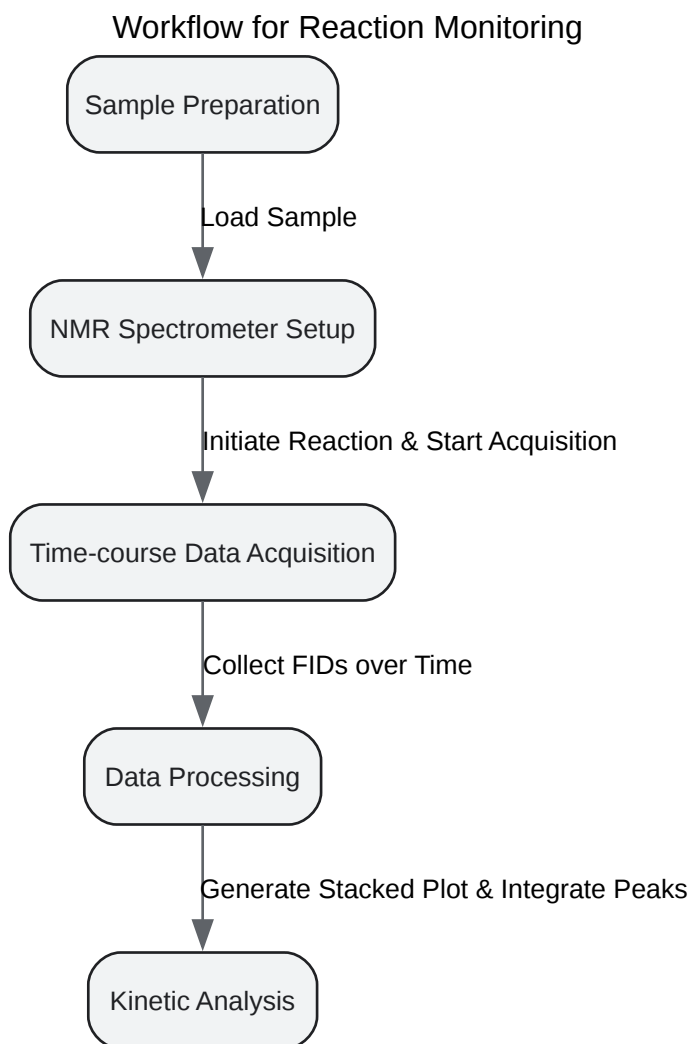 Workflow for Reaction Monitoring
Sample Preparation
Load Sample
NMR Spectrometer Setup
Initiate Reaction & Start Acquisition
Time-course Data Acquisition
Collect FIDs over Time
Data Processing
Generate Stacked Plot & Integrate Peaks
Kinetic Analysis